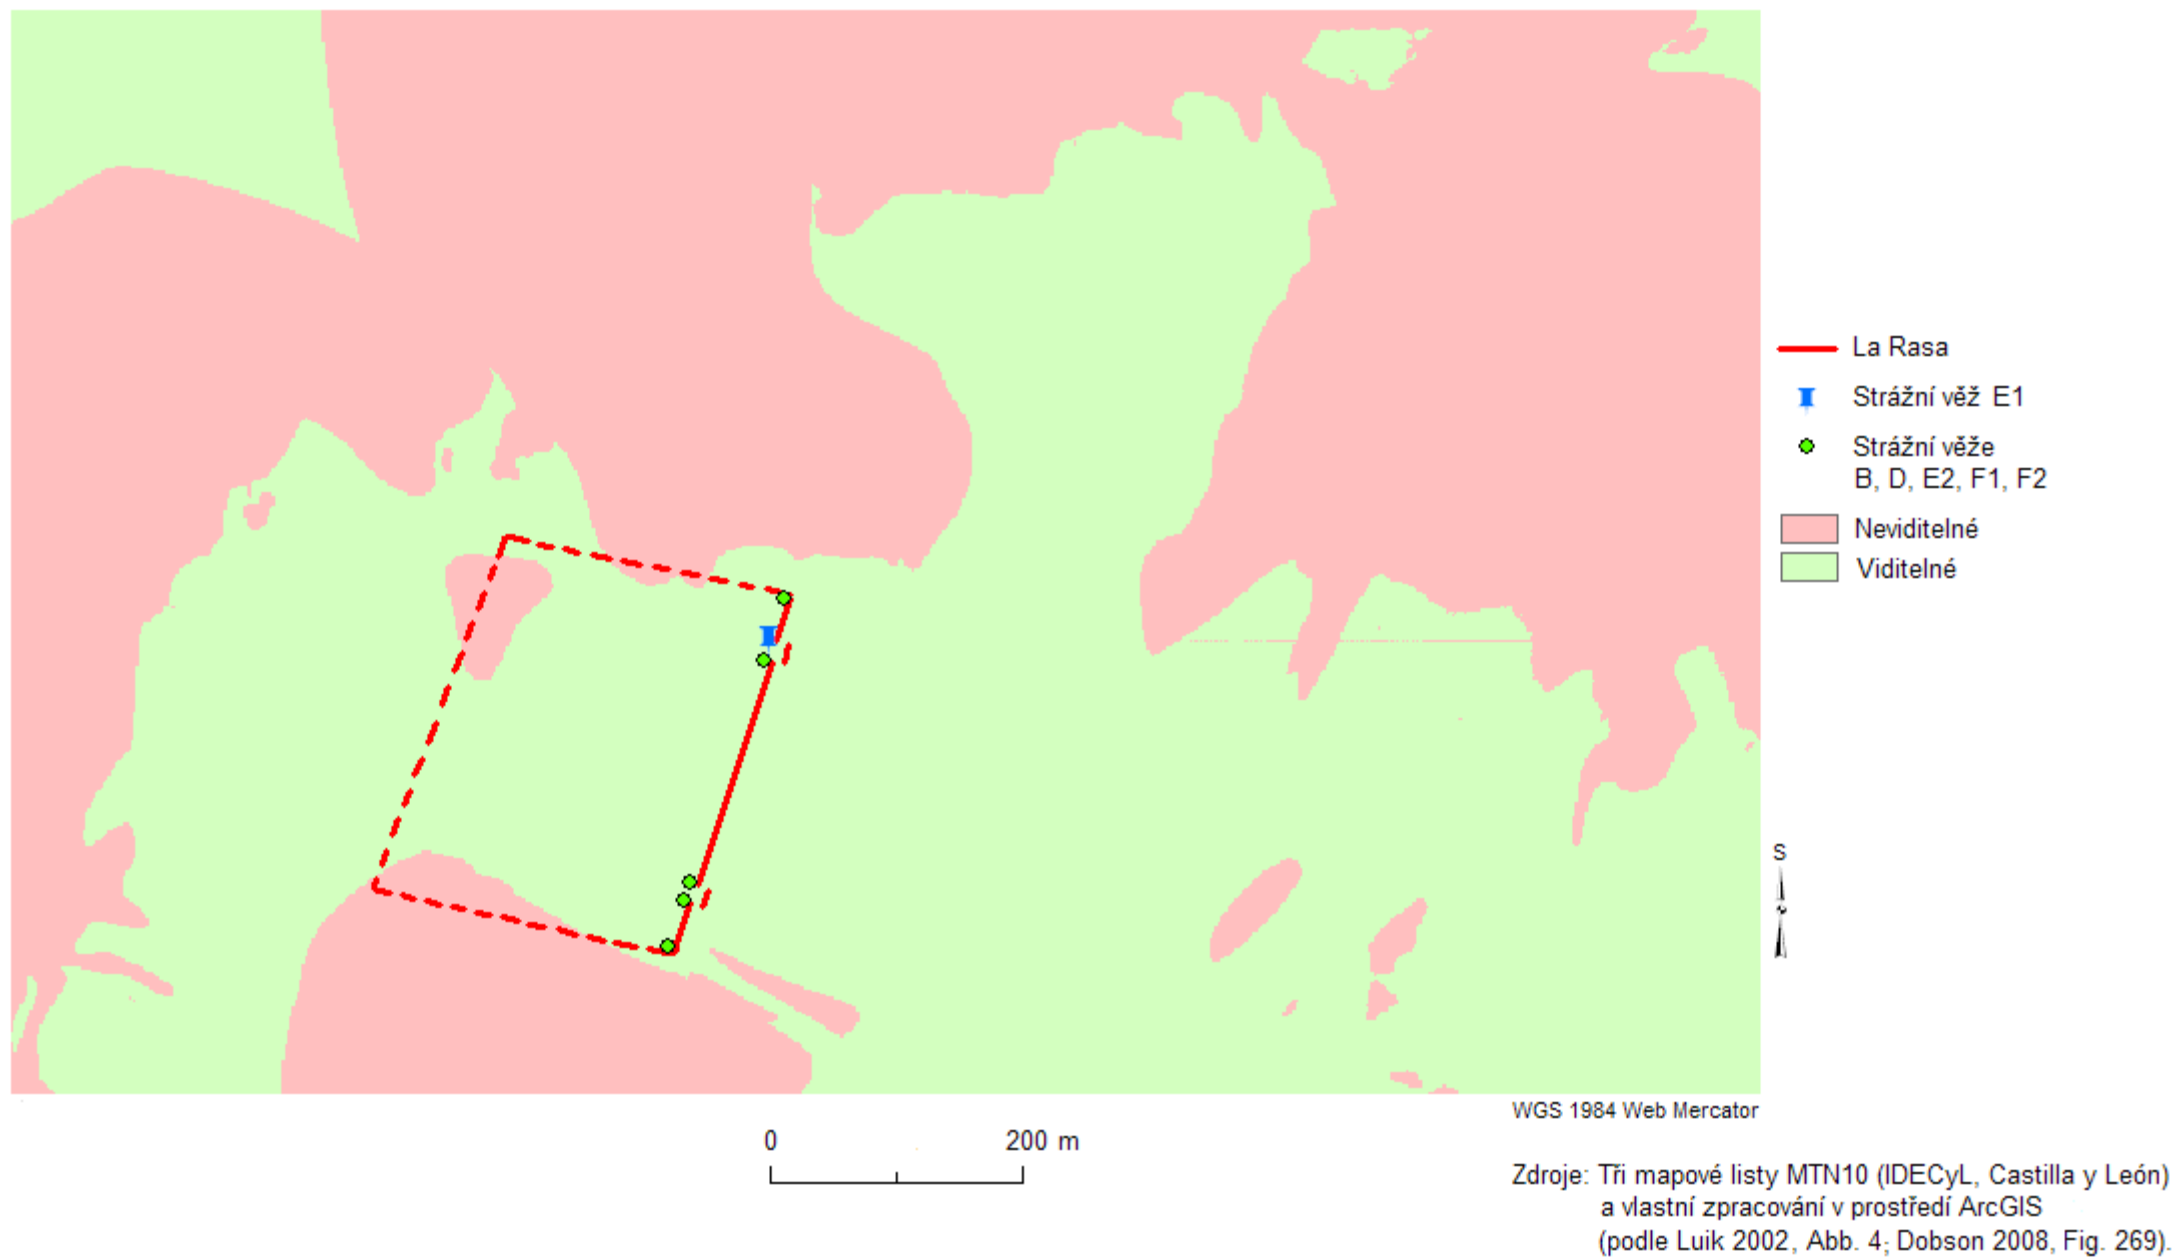 La Rasa
Strážní věž E1
Strážní věže
B, D, E2, F1, F2
Neviditelné
Viditelné
S
WGS 1984 Web Mercator
0 200 m
Zdroje: Tři mapové listy MTN10 (IDECyL, Castilla y León)
a vlastní zpracování v prostředí ArcGIS
(podle Luik 2002, Abb. 4; Dobson 2008, Fig. 269).